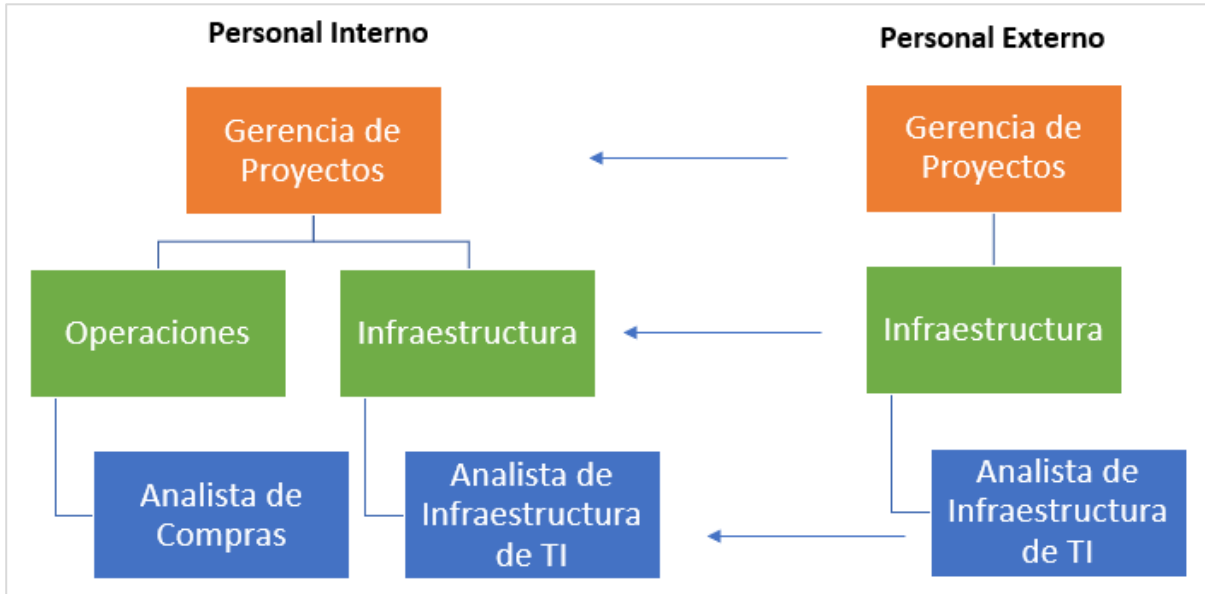 Personal Interno
Personal Externo
Gerencia de
Proyectos
Gerencia de
Proyectos
Operaciones
Infraestructura
Infraestructura
Analista de
Compras
Analista de
Infraestructura
de TI
Analista de
Infraestructura
de TI